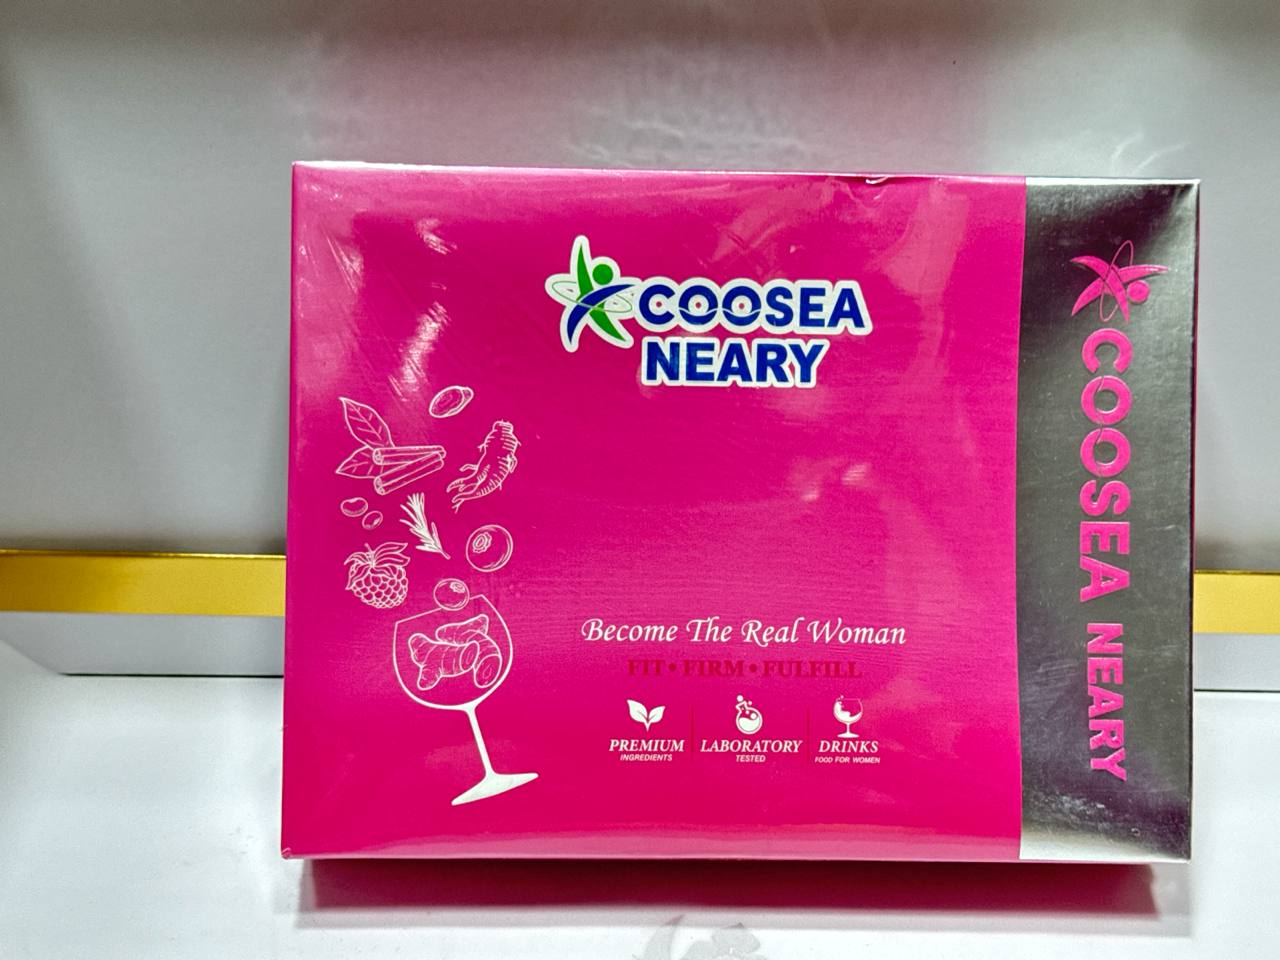 COOSEA
NEARY
Become The Real Woman
FIT • FIRM • FULFILL
PREMIUM
INGREDIENTS
LABORATORY
TESTED
DRINKS
FOOD FOR WOMEN
COOSEA NEARY